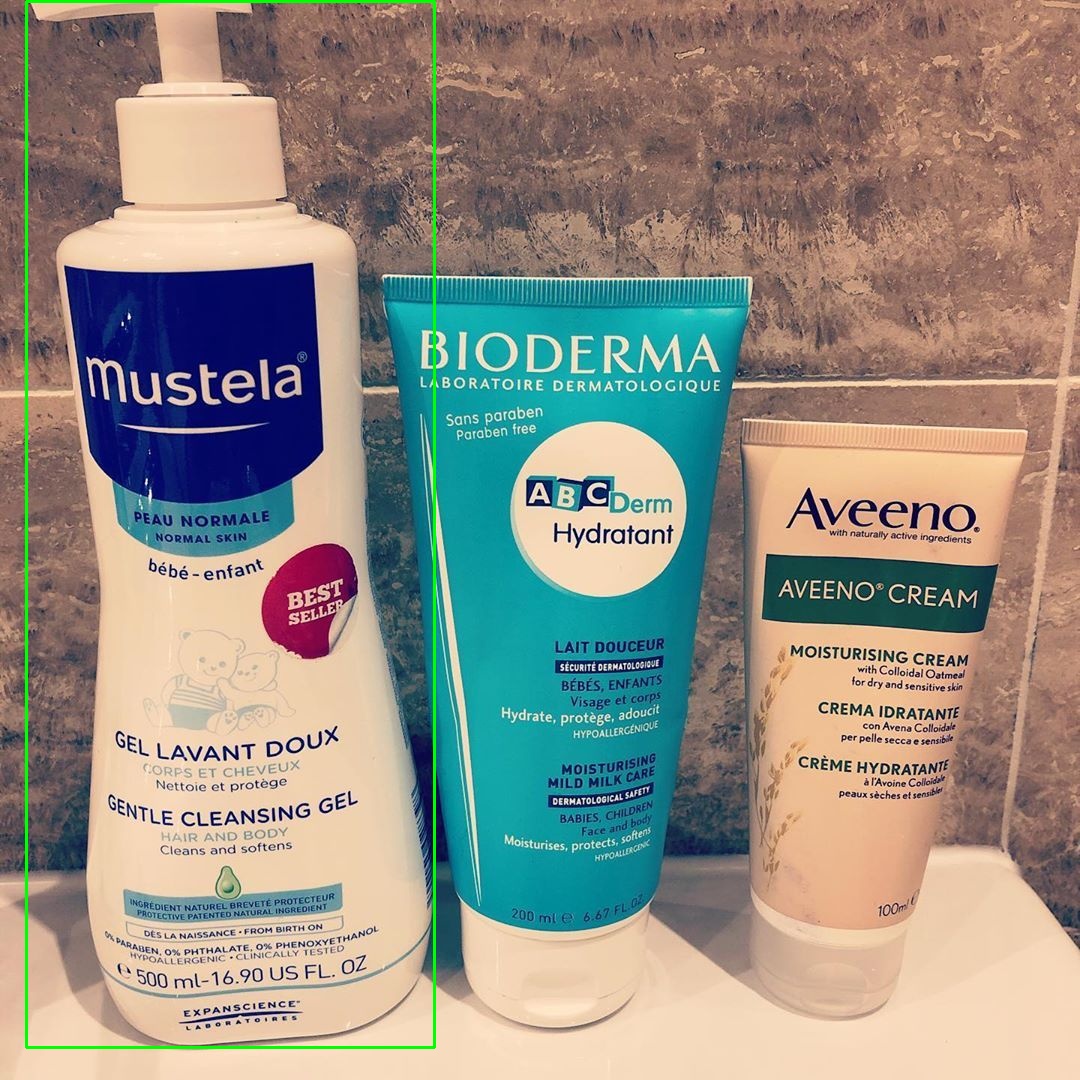 mustela®
PEAU NORMALE
NORMAL SKIN
bébé-enfant
BEST
SELLER
GEL LAVANT DOUX
CORPS ET CHEVEUX
Nettoie et protège
GENTLE CLEANSING GEL
HAIR AND BODY
Cleans and softens
INGRÉDIENT NATUREL BREVETÉ PROTECTEUR
PROTECTIVE PATENTED NATURAL INGREDIENT
DÈS LA NAISSANCE • FROM BIRTH ON
0% PARABEN, 0% PHTHALATE, 0% PHENOXYETHANOL
HYPOALLERGENIC • CLINICALLY TESTED
e 500 ml-16.90 US FL. OZ
EXPANSCIENCE™
LABORATOIRES
BIODERMA
LABORATOIRE DERMATOLOGIQUE
Sans paraben
Paraben free
ABCDerm
Hydratant
LAIT DOUCEUR
SÉCURITÉ DERMATOLOGIQUE
BÉBÉS, ENFANTS
Visage et corps
Hydrate, protège, adoucit
HYPOALLERGÉNIQUE
MOISTURISING
MILD MILK CARE
DERMATOLOGICAL SAFETY
BABIES, CHILDREN
Face and body
Moisturises, protects, softens
HYPOALLERGENIC
200 ml e 6.67 FL.OZ
Aveeno®
with naturally active ingredients
AVEENO® CREAM
MOISTURISING CREAM
with Colloidal Oatmeal
for dry and sensitive skin
CREMA IDRATANTE
con Avena Colloidale
per pelle secca e sensibile
CRÈME HYDRATANTE
à l'Avoine Colloïdale
peaux sèches et sensibles
100ml e